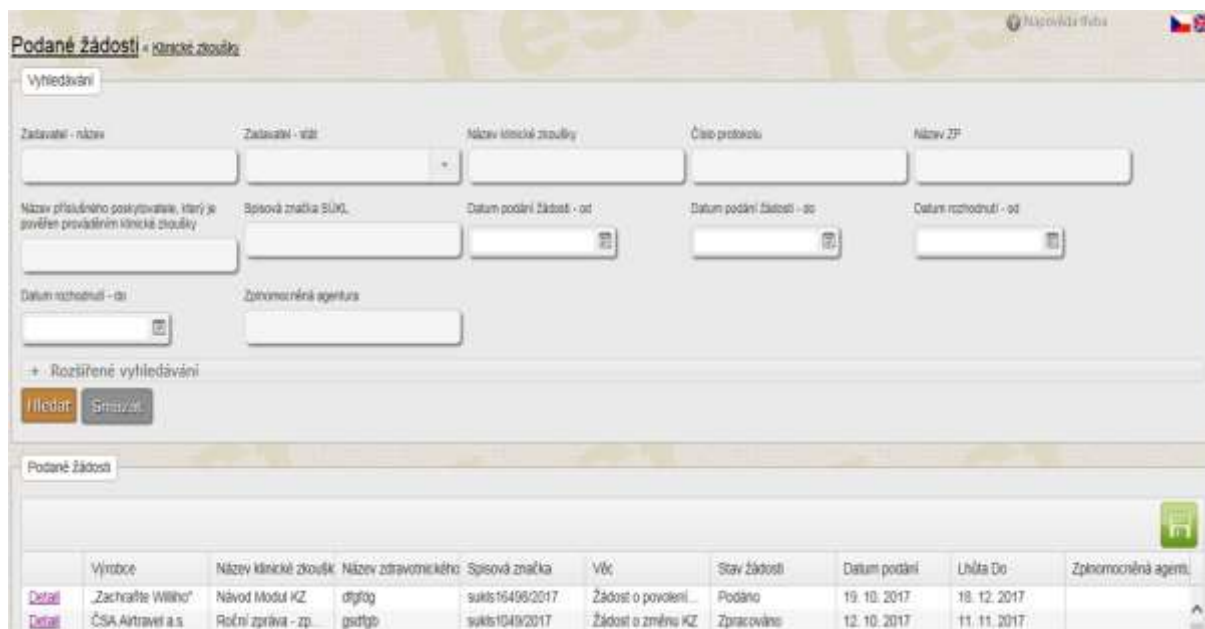 Nápověda
Podané žádosti « Klinické zkoušky
Vyhledávání
Zadavatel - název
Zadavatel - stát
Název klinické zkoušky
Číslo protokolu
Název ZP
Název příslušného poskytovatele, který je
pověřen prováděním klinické zkoušky
Spisová značka SÚKL
Datum podání žádosti - od
Datum podání žádosti - do
Datum rozhodnutí - od
Datum rozhodnutí - do
Zplnomocněná agentura
+ Rozšířené vyhledávání
Hledat Smazat
Podané žádosti
Výrobce Název klinické zkoušk Název zdravotnického Spisová značka Věc Stav žádosti Datum podání Lhůta Do Zplnomocněná agent
Detail „Zachraňte Williho“ Návod Modul KZ dfgfdg sukls16496/2017 Žádost o povolení... Podáno 19. 10. 2017 18. 12. 2017
Detail ČSA Airtravel a.s. Roční zpráva - zp... gsdfgb sukls1049/2017 Žádost o změnu KZ Zpracováno 12. 10. 2017 11. 11. 2017